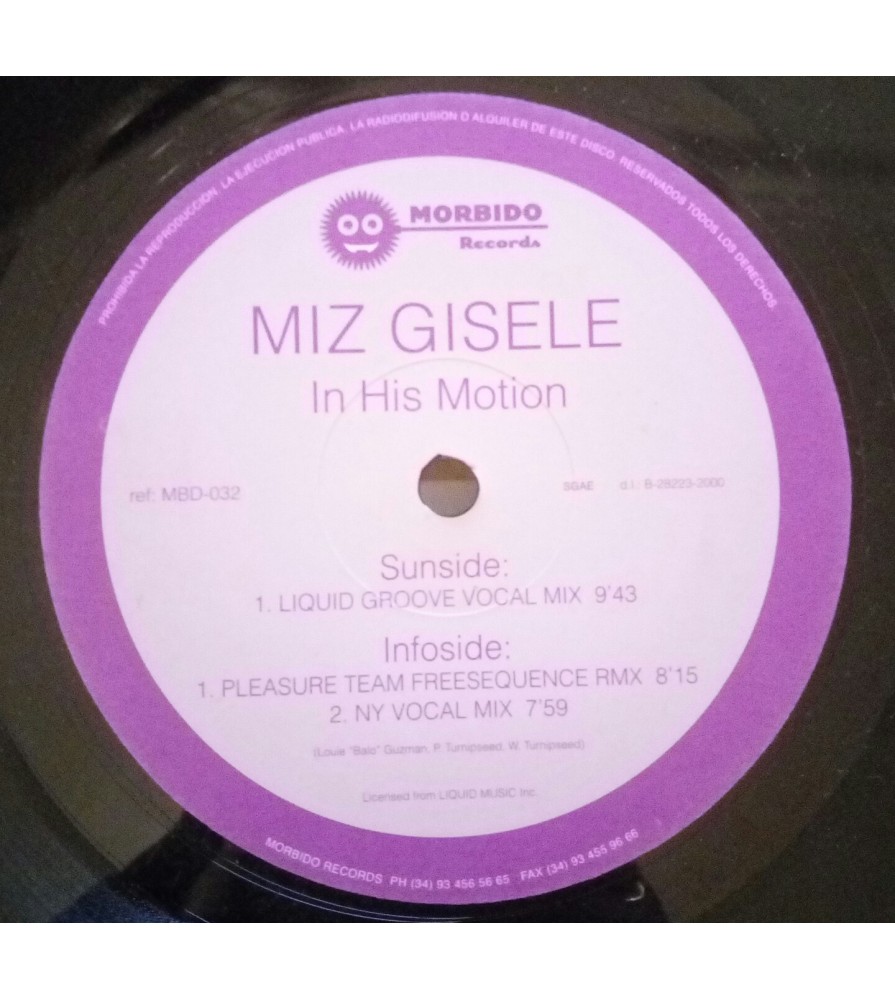 PROHIBIDA LA REPRODUCCION. LA EJECUCION PUBLICA. LA RADIODIFUSION O ALQUILER DE ESTE DISCO. RESERVADOS TODOS LOS DERECHOS.
MORBIDO
Records
MIZ GISELE
In His Motion
ref: MBD-032
SGAE d.l. B-28223-2000
Sunside:
1. LIQUID GROOVE VOCAL MIX 9'43
Infoside:
1. PLEASURE TEAM FREESEQUENCE RMX 8'15
2. NY VOCAL MIX 7'59
(Louie "Balo" Guzman, P. Turnipseed, W. Turnipseed)
Licensed from LIQUID MUSIC Inc.
MORBIDO RECORDS PH (34) 93 456 56 65 FAX (34) 93 455 96 66